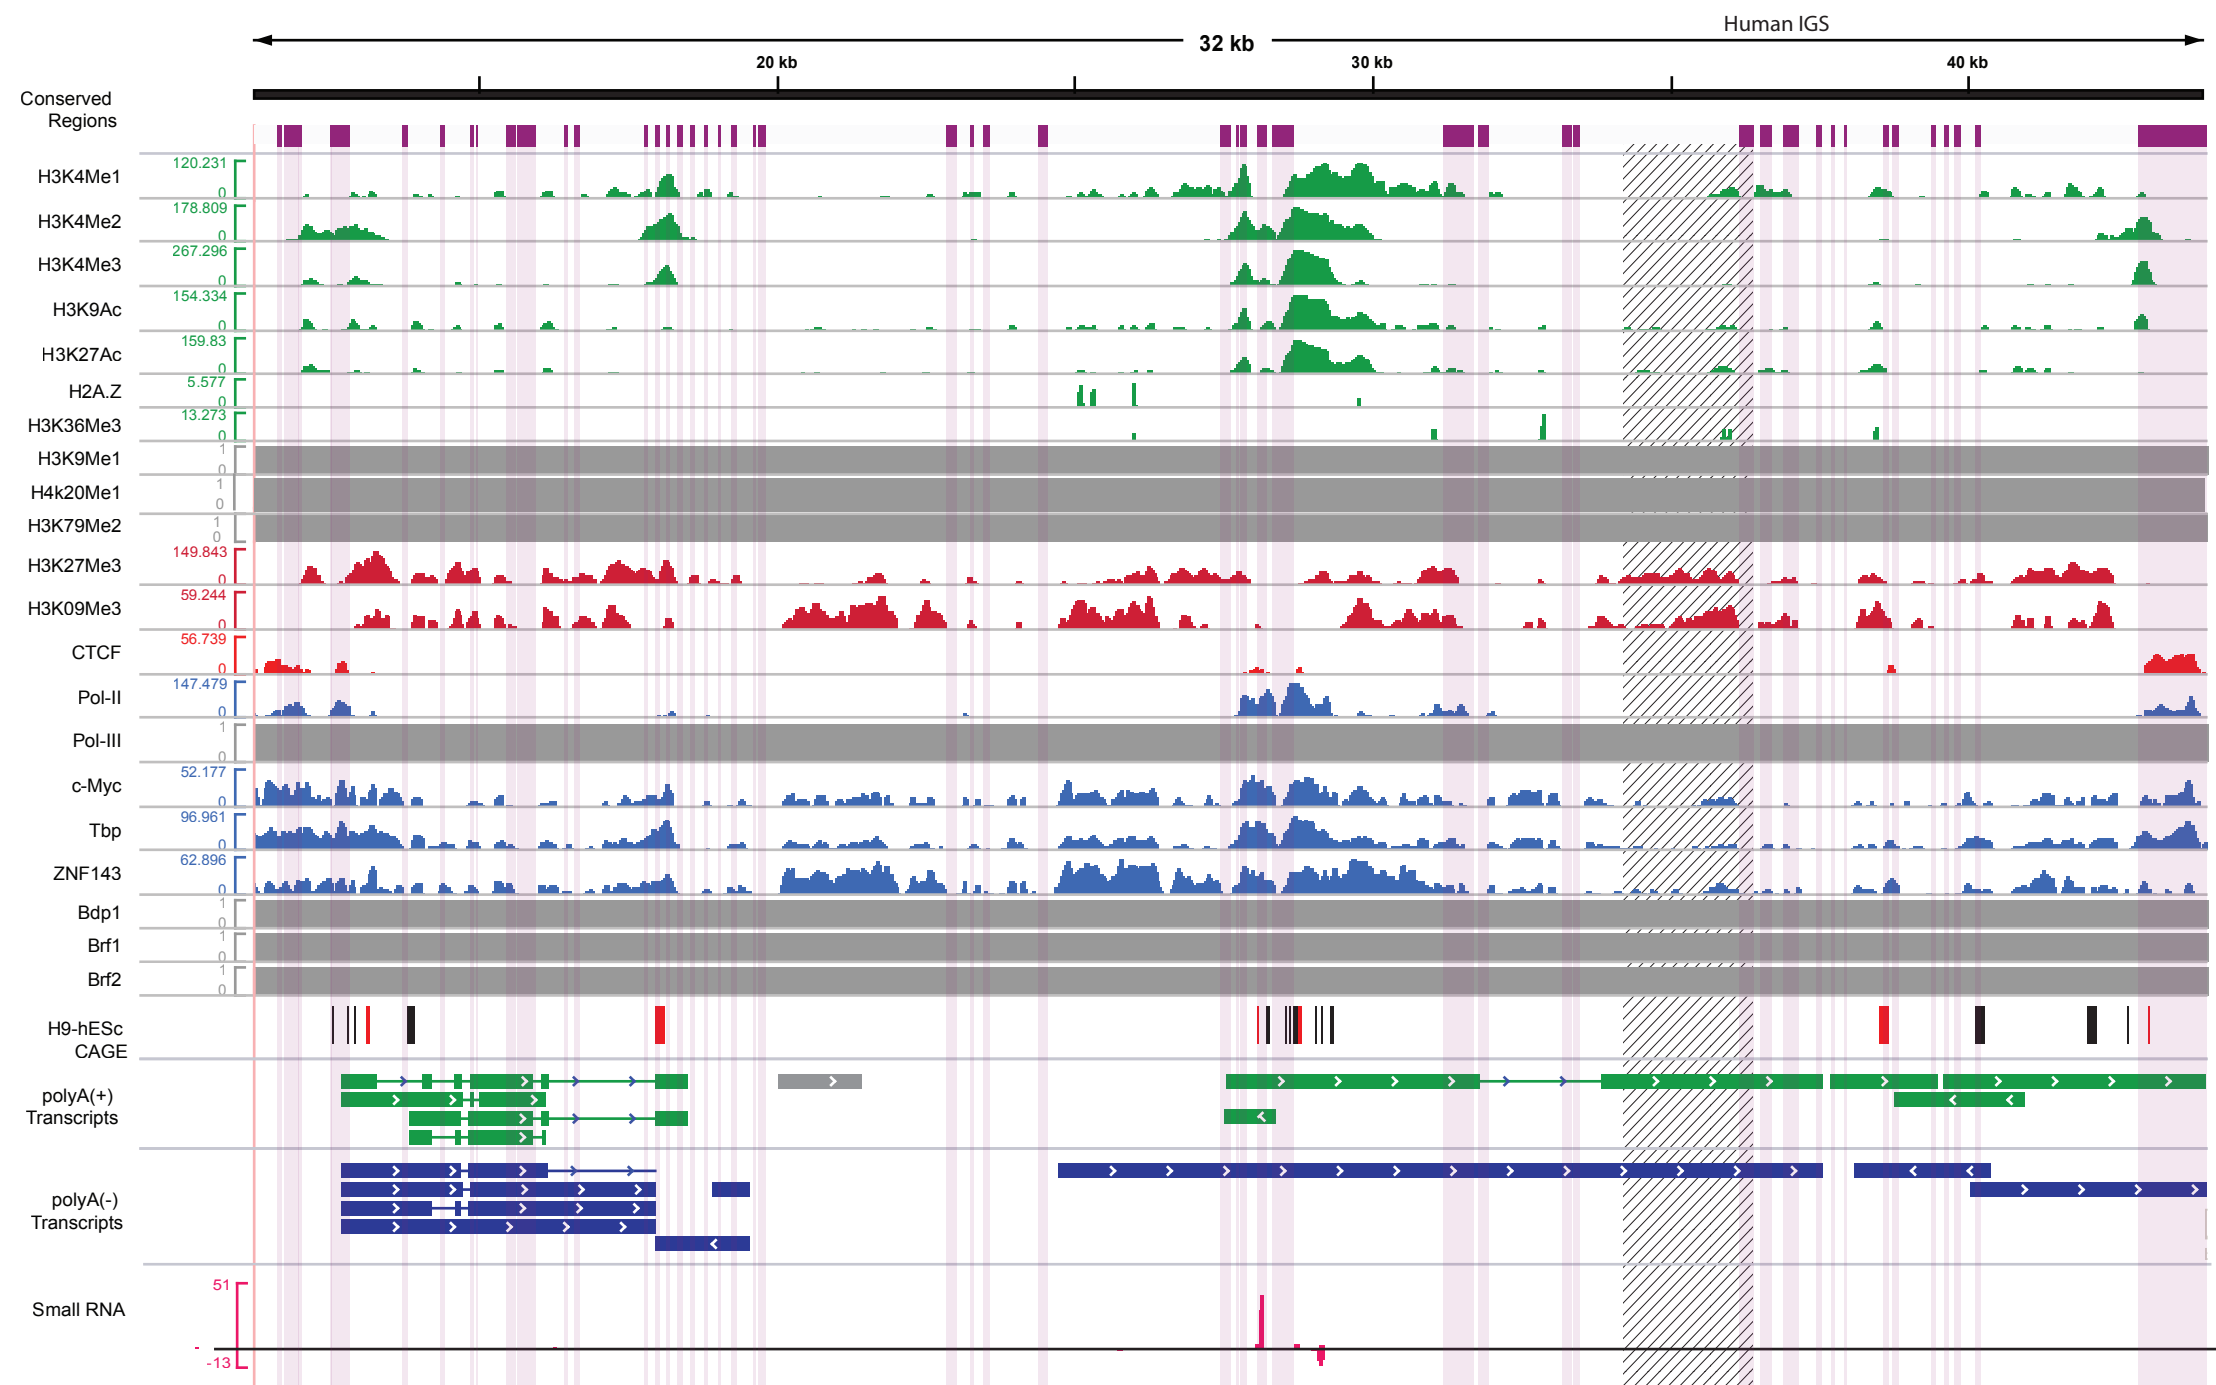 Human IGS
32 kb
20 kb 30 kb 40 kb
Conserved
Regions
120.231
H3K4Me1
0
178.809
H3K4Me2
0
267.296
H3K4Me3
0
154.334
H3K9Ac
0
159.83
H3K27Ac
0
5.577
H2A.Z
0
13.273
H3K36Me3
0
1
H3K9Me1
0
1
H4k20Me1
0
1
H3K79Me2
0
149.843
H3K27Me3
0
59.244
H3K09Me3
0
56.739
CTCF
0
147.479
Pol-II
0
1
Pol-III
0
52.177
c-Myc
0
96.961
Tbp
0
62.896
ZNF143
0
1
Bdp1
0
1
Brf1
0
1
Brf2
0
H9-hESc
CAGE
polyA(+)
Transcripts
polyA(-)
Transcripts
51
Small RNA
-13